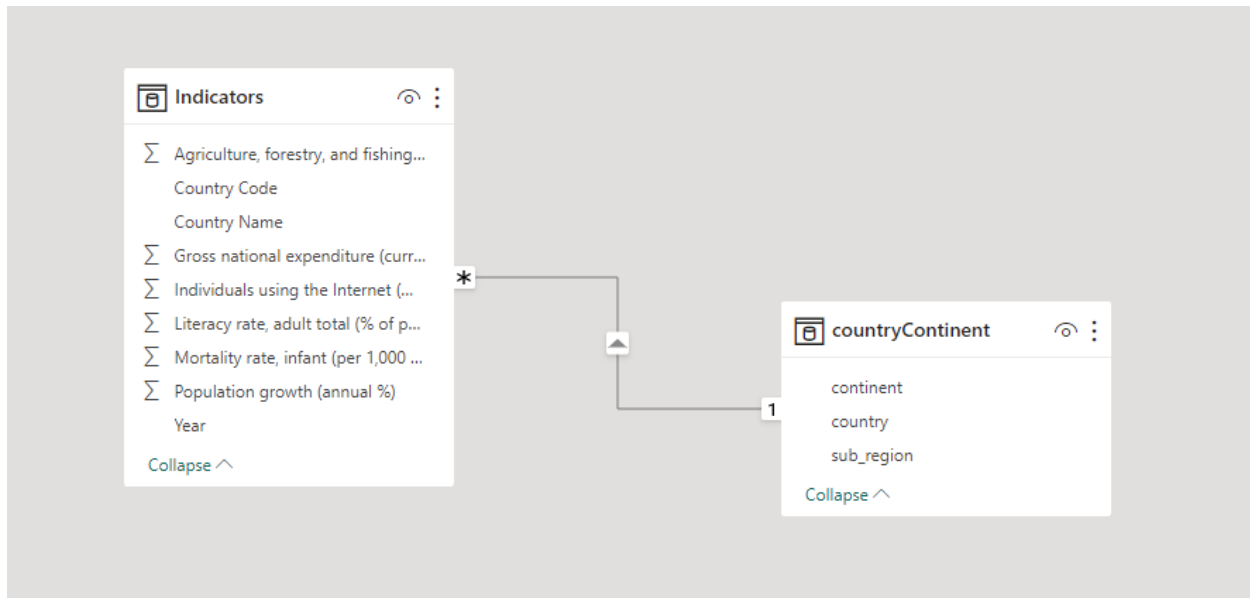 Indicators
Σ Agriculture, forestry, and fishing...
Country Code
Country Name
Σ Gross national expenditure (curr...
Σ Individuals using the Internet (...
Σ Literacy rate, adult total (% of p...
Σ Mortality rate, infant (per 1,000 ...
Σ Population growth (annual %)
Year
Collapse
*
1
countryContinent
continent
country
sub_region
Collapse